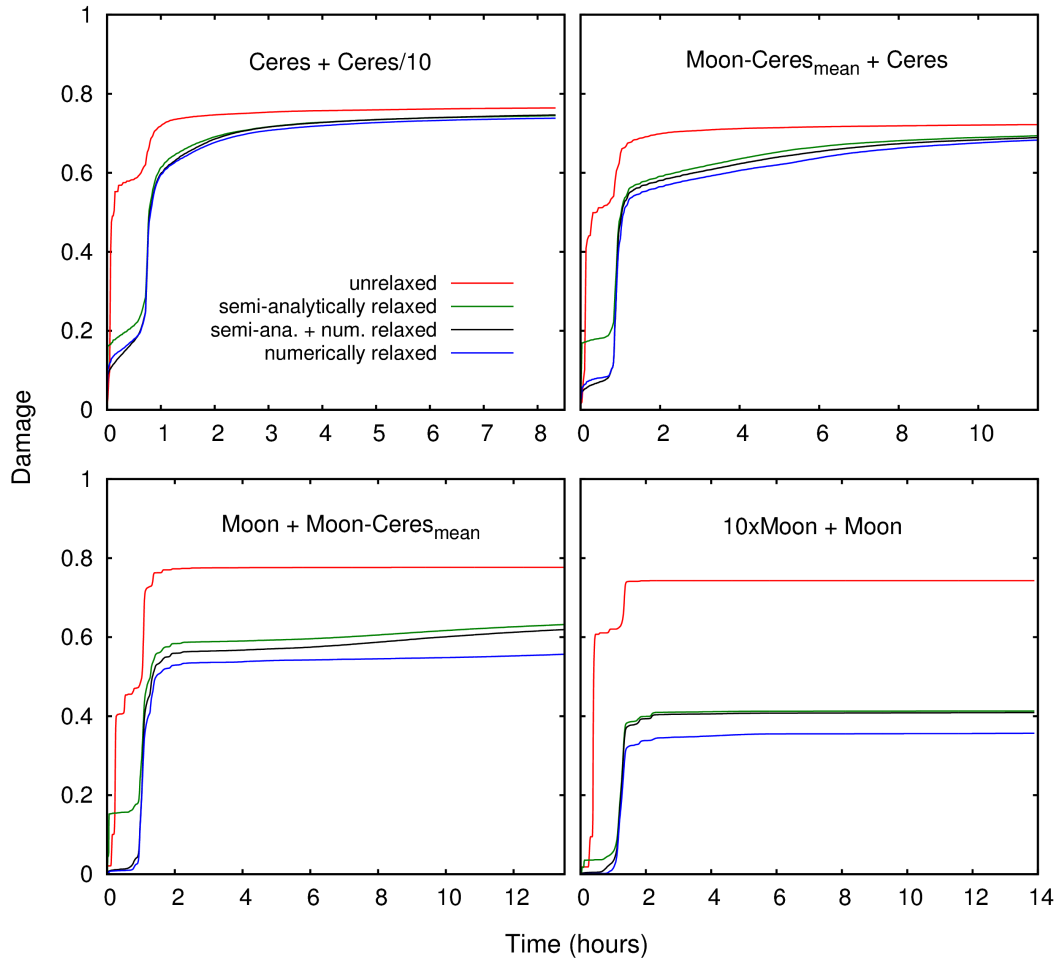 Ceres + Ceres/10
Moon-Ceresmean + Ceres
1
0.8
0.6
0.4
0.2
0
unrelaxed
semi-analytically relaxed
semi-ana. + num. relaxed
numerically relaxed
0 1 2 3 4 5 6 7 8
0 2 4 6 8 10
Damage
Moon + Moon-Ceresmean
10xMoon + Moon
1
0.8
0.6
0.4
0.2
0
0 2 4 6 8 10 12
0 2 4 6 8 10 12 14
Time (hours)